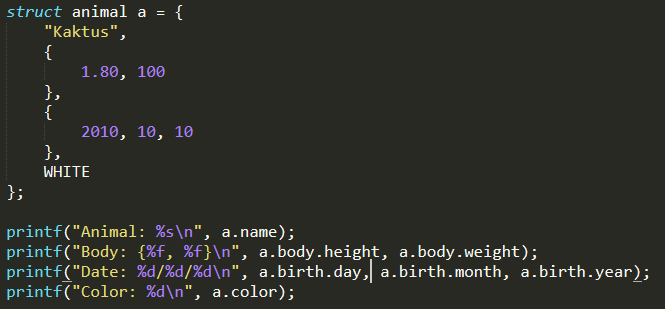 struct animal a = {
    "Kaktus",
    {
        1.80, 100
    },
    {
        2010, 10, 10
    },
    WHITE
};

printf("Animal: %s\n", a.name);
printf("Body: {%f, %f}\n", a.body.height, a.body.weight);
printf("Date: %d/%d/%d\n", a.birth.day, a.birth.month, a.birth.year);
printf("Color: %d\n", a.color);